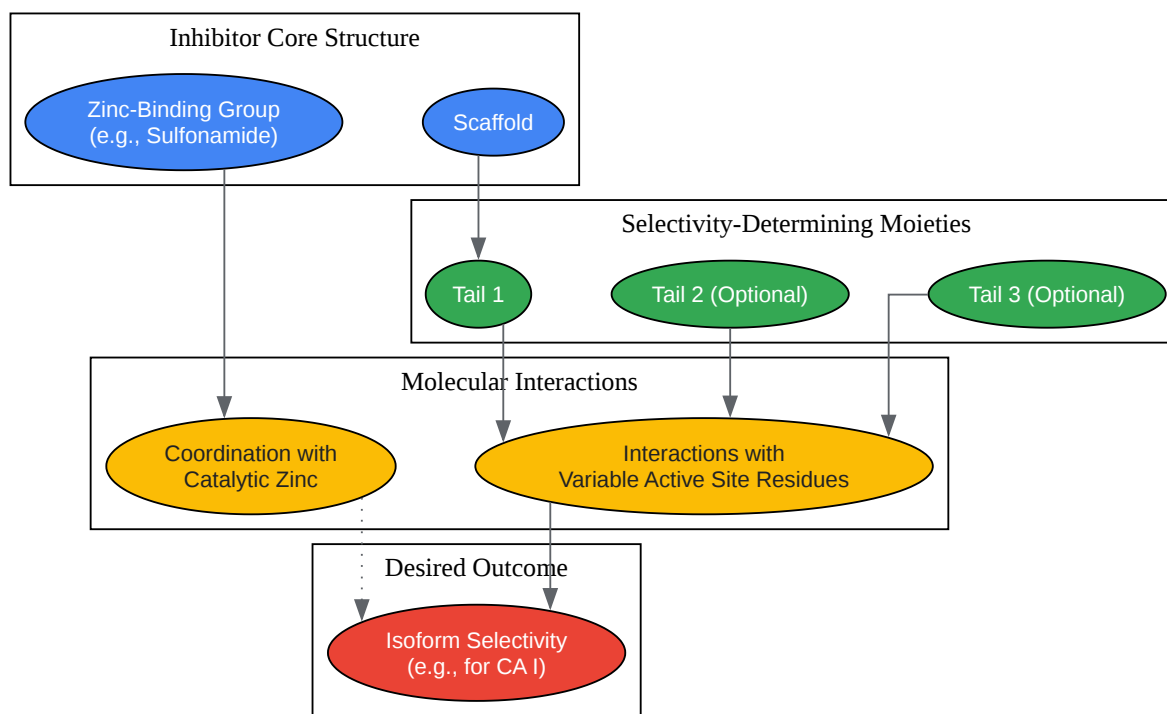 Inhibitor Core Structure
Zinc-Binding Group
(e.g., Sulfonamide)
Scaffold
Selectivity-Determining Moieties
Tail 1
Tail 2 (Optional)
Tail 3 (Optional)
Molecular Interactions
Coordination with
Catalytic Zinc
Interactions with
Variable Active Site Residues
Desired Outcome
Isoform Selectivity
(e.g., for CA I)